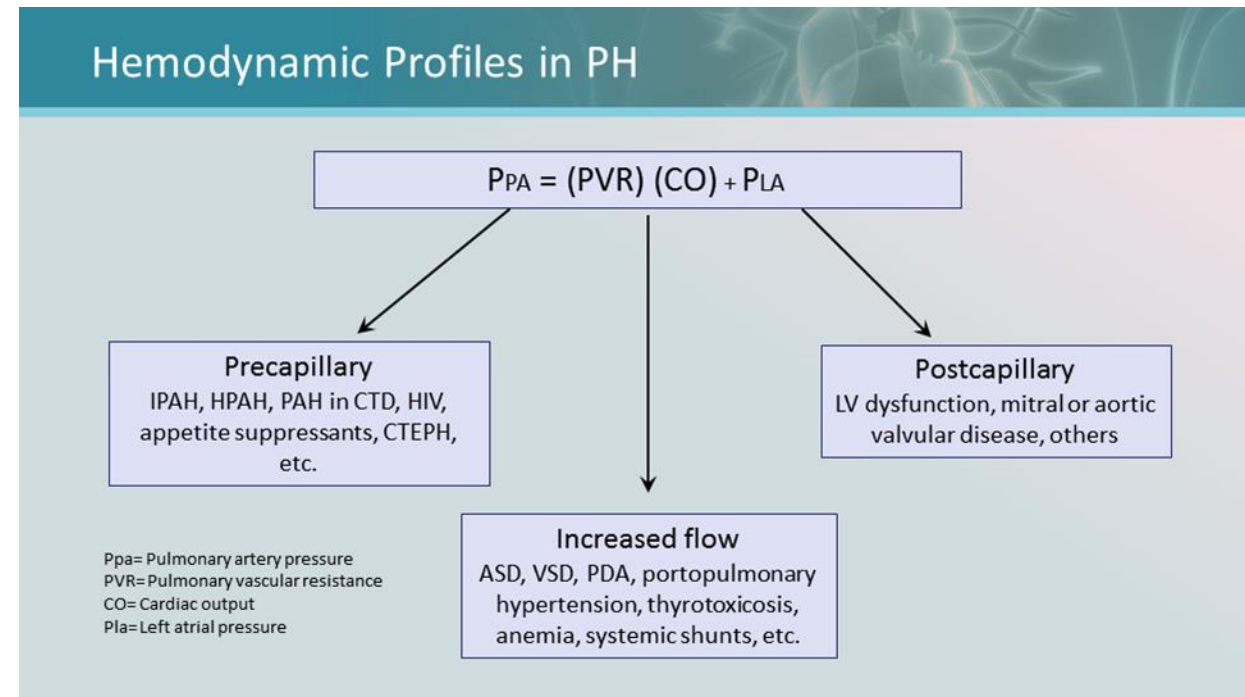 Hemodynamic Profiles in PH
PPA = (PVR) (CO) + PLA
Precapillary
IPAH, HPAH, PAH in CTD, HIV,
appetite suppressants, CTEPH,
etc.
Postcapillary
LV dysfunction, mitral or aortic
valvular disease, others
Increased flow
ASD, VSD, PDA, portopulmonary
hypertension, thyrotoxicosis,
anemia, systemic shunts, etc.
Ppa= Pulmonary artery pressure
PVR= Pulmonary vascular resistance
CO= Cardiac output
Pla= Left atrial pressure